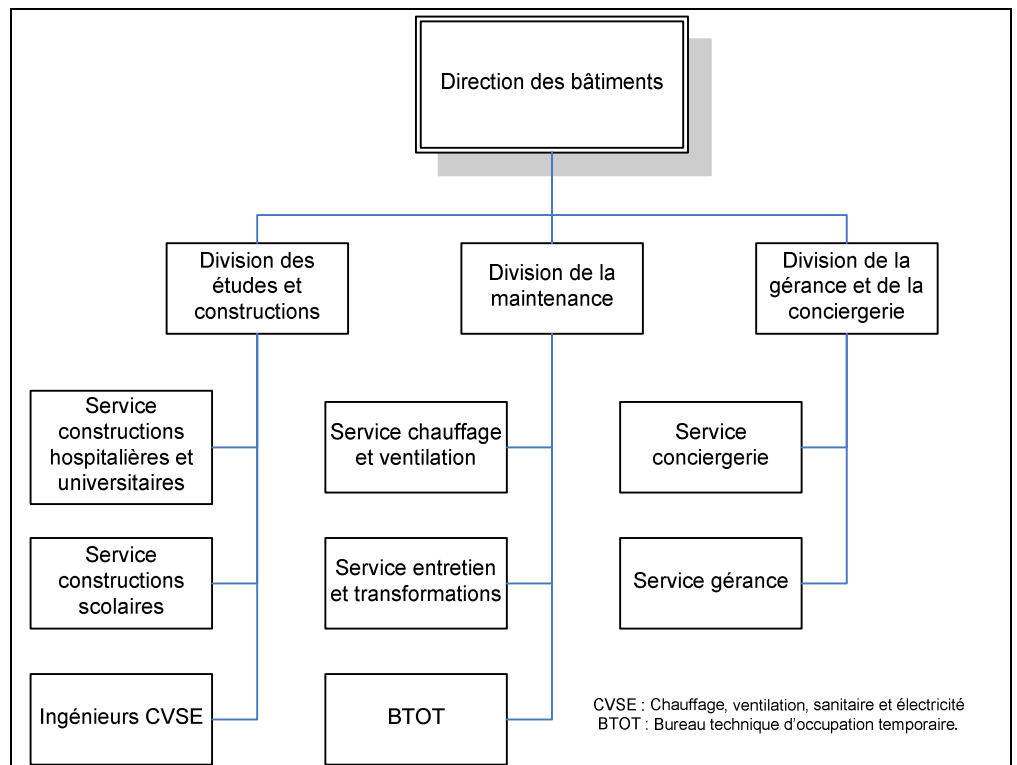 Direction des bâtiments
Division des
études et
constructions
Division de la
maintenance
Division de la
gérance et de la
conciergerie
Service
constructions
hospitalières et
universitaires
Service chauffage
et ventilation
Service
conciergerie
Service
constructions
scolaires
Service entretien
et transformations
Service gérance
Ingénieurs CVSE
BTOT
CVSE : Chauffage, ventilation, sanitaire et électricité
BTOT : Bureau technique d'occupation temporaire.